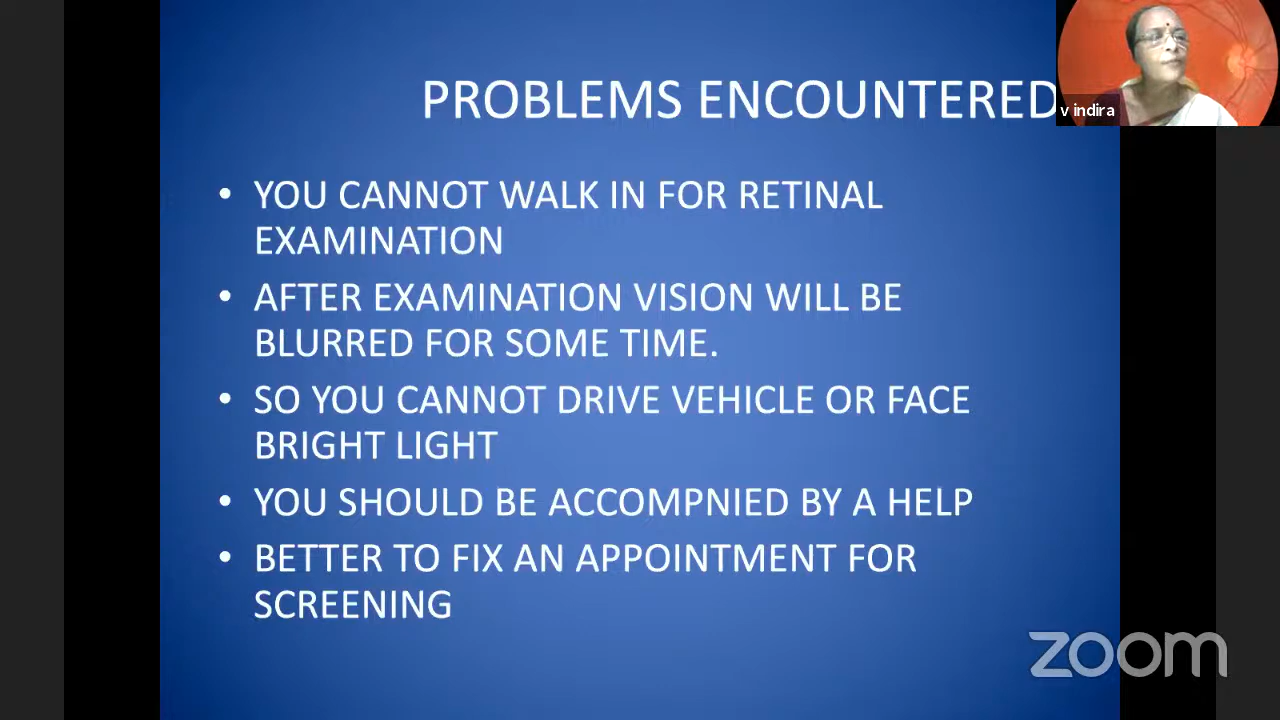 PROBLEMS ENCOUNTERED
v indira
• YOU CANNOT WALK IN FOR RETINAL
EXAMINATION
• AFTER EXAMINATION VISION WILL BE
BLURRED FOR SOME TIME.
• SO YOU CANNOT DRIVE VEHICLE OR FACE
BRIGHT LIGHT
• YOU SHOULD BE ACCOMPNIED BY A HELP
• BETTER TO FIX AN APPOINTMENT FOR
SCREENING
zoom